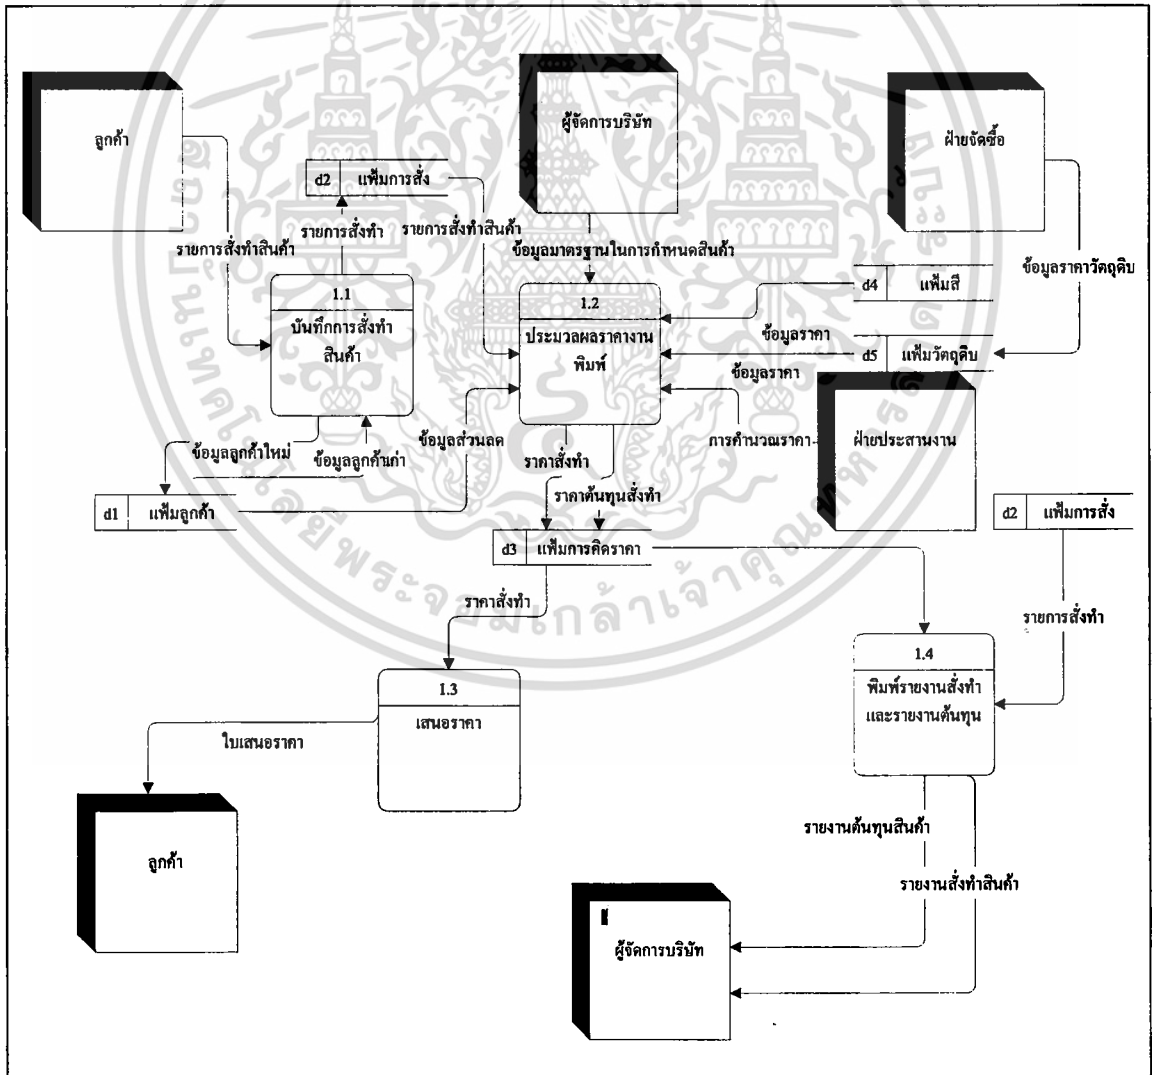 ลูกค้า
ผู้จัดการบริษัท
ฝ่ายจัดซื้อ
d2 แฟ้มการสั่ง
รายการสั่งทำ
รายการสั่งทำสินค้า
รายการสั่งทำสินค้า
ข้อมูลมาตรฐานในการกำหนดสินค้า
ข้อมูลราคาวัตถุดิบ
1.1
บันทึกการสั่งทำ
สินค้า
1.2
ประมวลผลราคางาน
พิมพ์
d4 แฟ้มสี
ข้อมูลราคา
d5 แฟ้มวัตถุดิบ
ข้อมูลราคา
ฝ่ายประสานงาน
การคำนวณราคา
ข้อมูลลูกค้าใหม่
ข้อมูลลูกค้าเก่า
ข้อมูลส่วนลด
ราคาสั่งทำ
ราคาต้นทุนสั่งทำ
d1 แฟ้มลูกค้า
d2 แฟ้มการสั่ง
d3 แฟ้มการคิดราคา
ราคาสั่งทำ
รายการสั่งทำ
1.3
เสนอราคา
1.4
พิมพ์รายงานสั่งทำ
และรายงานต้นทุน
ใบเสนอราคา
รายงานต้นทุนสินค้า
ลูกค้า
รายงานสั่งทำสินค้า
ผู้จัดการบริษัท